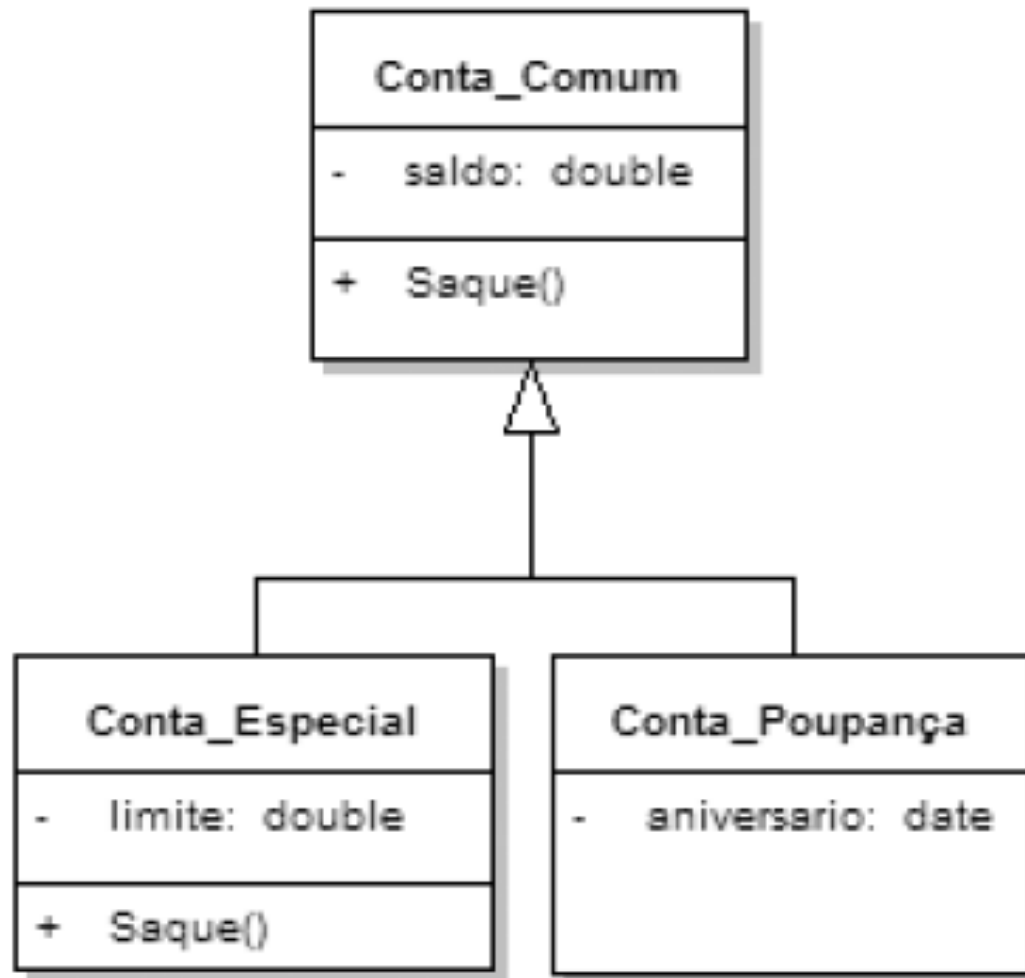 Conta_Comum
- saldo: double
+ Saque()
Conta_Especial
- limite: double
+ Saque()
Conta_Poupança
- aniversario: date